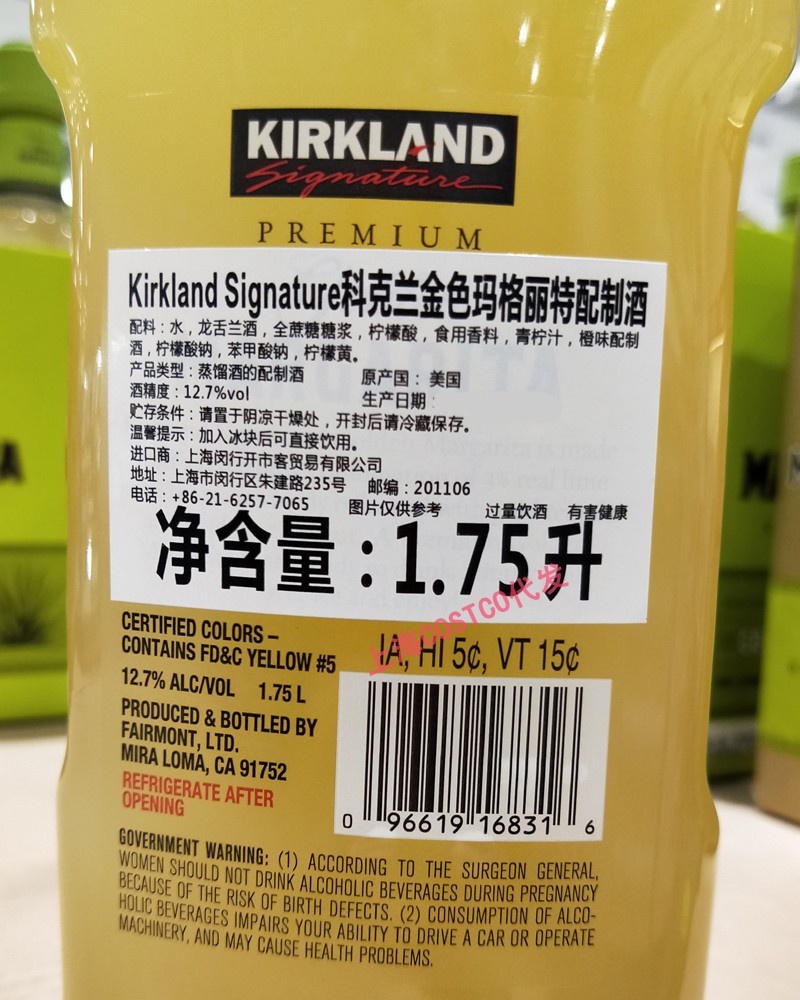 KIRKLAND
Signature
PREMIUM
Kirkland Signature科克兰金色玛格丽特配制酒
配料：水，龙舌兰酒，全蔗糖糖浆，柠檬酸，食用香料，青柠汁，橙味配制
酒，柠檬酸钠，苯甲酸钠，柠檬黄。
产品类型：蒸馏酒的配制酒 原产国：美国
酒精度：12.7%vol 生产日期：
贮存条件：请置于阴凉干燥处，开封后请冷藏保存。
温馨提示：加入冰块后可直接饮用。
进口商：上海闵行开市客贸易有限公司
地址：上海市闵行区朱建路235号 邮编：201106
电话：+86-21-6257-7065 图片仅供参考 过量饮酒 有害健康
净含量：1.75升
上海COSTCO代发
CERTIFIED COLORS –
CONTAINS FD&C YELLOW #5
IA, HI 5¢, VT 15¢
12.7% ALC/VOL 1.75 L
PRODUCED & BOTTLED BY
FAIRMONT, LTD.
MIRA LOMA, CA 91752
REFRIGERATE AFTER
OPENING
0 96619 16831 6
GOVERNMENT WARNING: (1) ACCORDING TO THE SURGEON GENERAL,
WOMEN SHOULD NOT DRINK ALCOHOLIC BEVERAGES DURING PREGNANCY
BECAUSE OF THE RISK OF BIRTH DEFECTS. (2) CONSUMPTION OF ALCO-
HOLIC BEVERAGES IMPAIRS YOUR ABILITY TO DRIVE A CAR OR OPERATE
MACHINERY, AND MAY CAUSE HEALTH PROBLEMS.